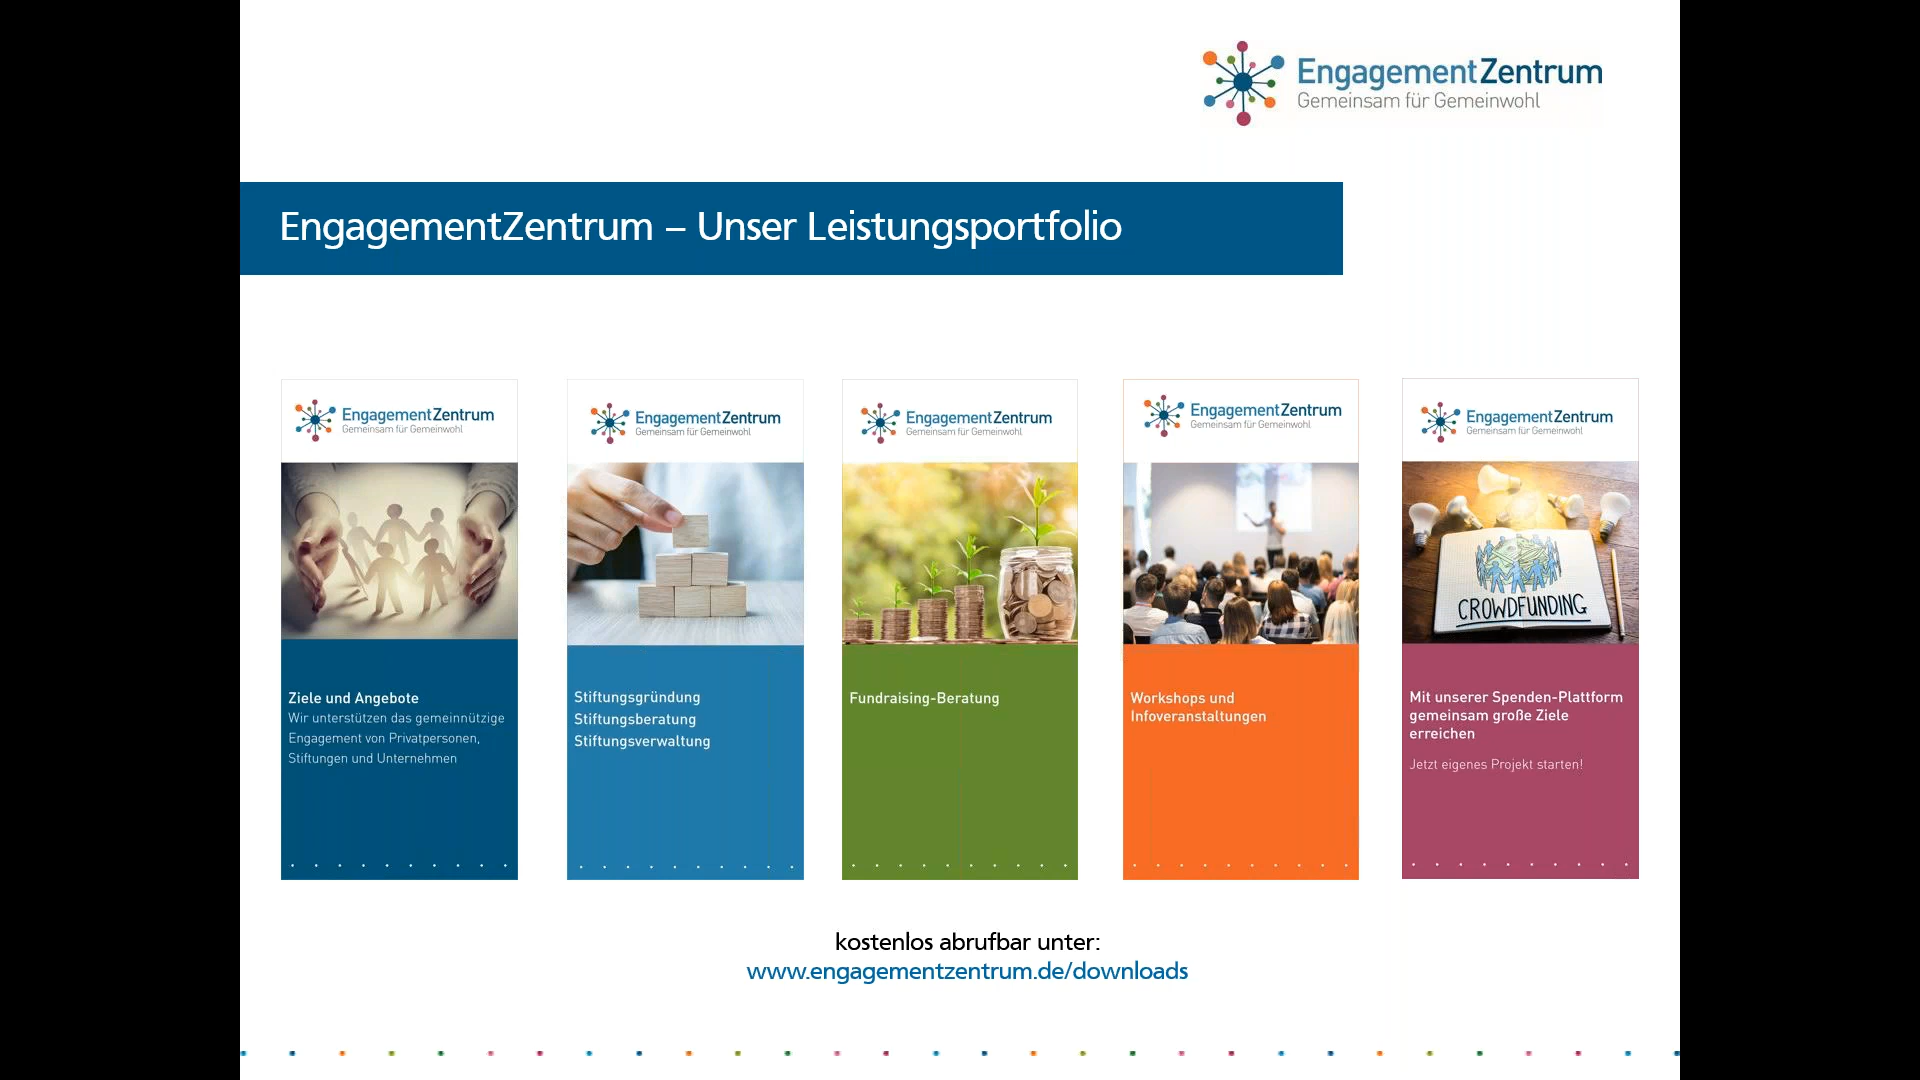 EngagementZentrum
Gemeinsam für Gemeinwohl
EngagementZentrum – Unser Leistungsportfolio
EngagementZentrum
Gemeinsam für Gemeinwohl
Ziele und Angebote
Wir unterstützen das gemeinnützige
Engagement von Privatpersonen,
Stiftungen und Unternehmen
EngagementZentrum
Gemeinsam für Gemeinwohl
Stiftungsgründung
Stiftungsberatung
Stiftungsverwaltung
EngagementZentrum
Gemeinsam für Gemeinwohl
Fundraising-Beratung
EngagementZentrum
Gemeinsam für Gemeinwohl
Workshops und
Infoveranstaltungen
EngagementZentrum
Gemeinsam für Gemeinwohl
CROWDFUNDING
Mit unserer Spenden-Plattform
gemeinsam große Ziele
erreichen
Jetzt eigenes Projekt starten!
kostenlos abrufbar unter:
www.engagementzentrum.de/downloads